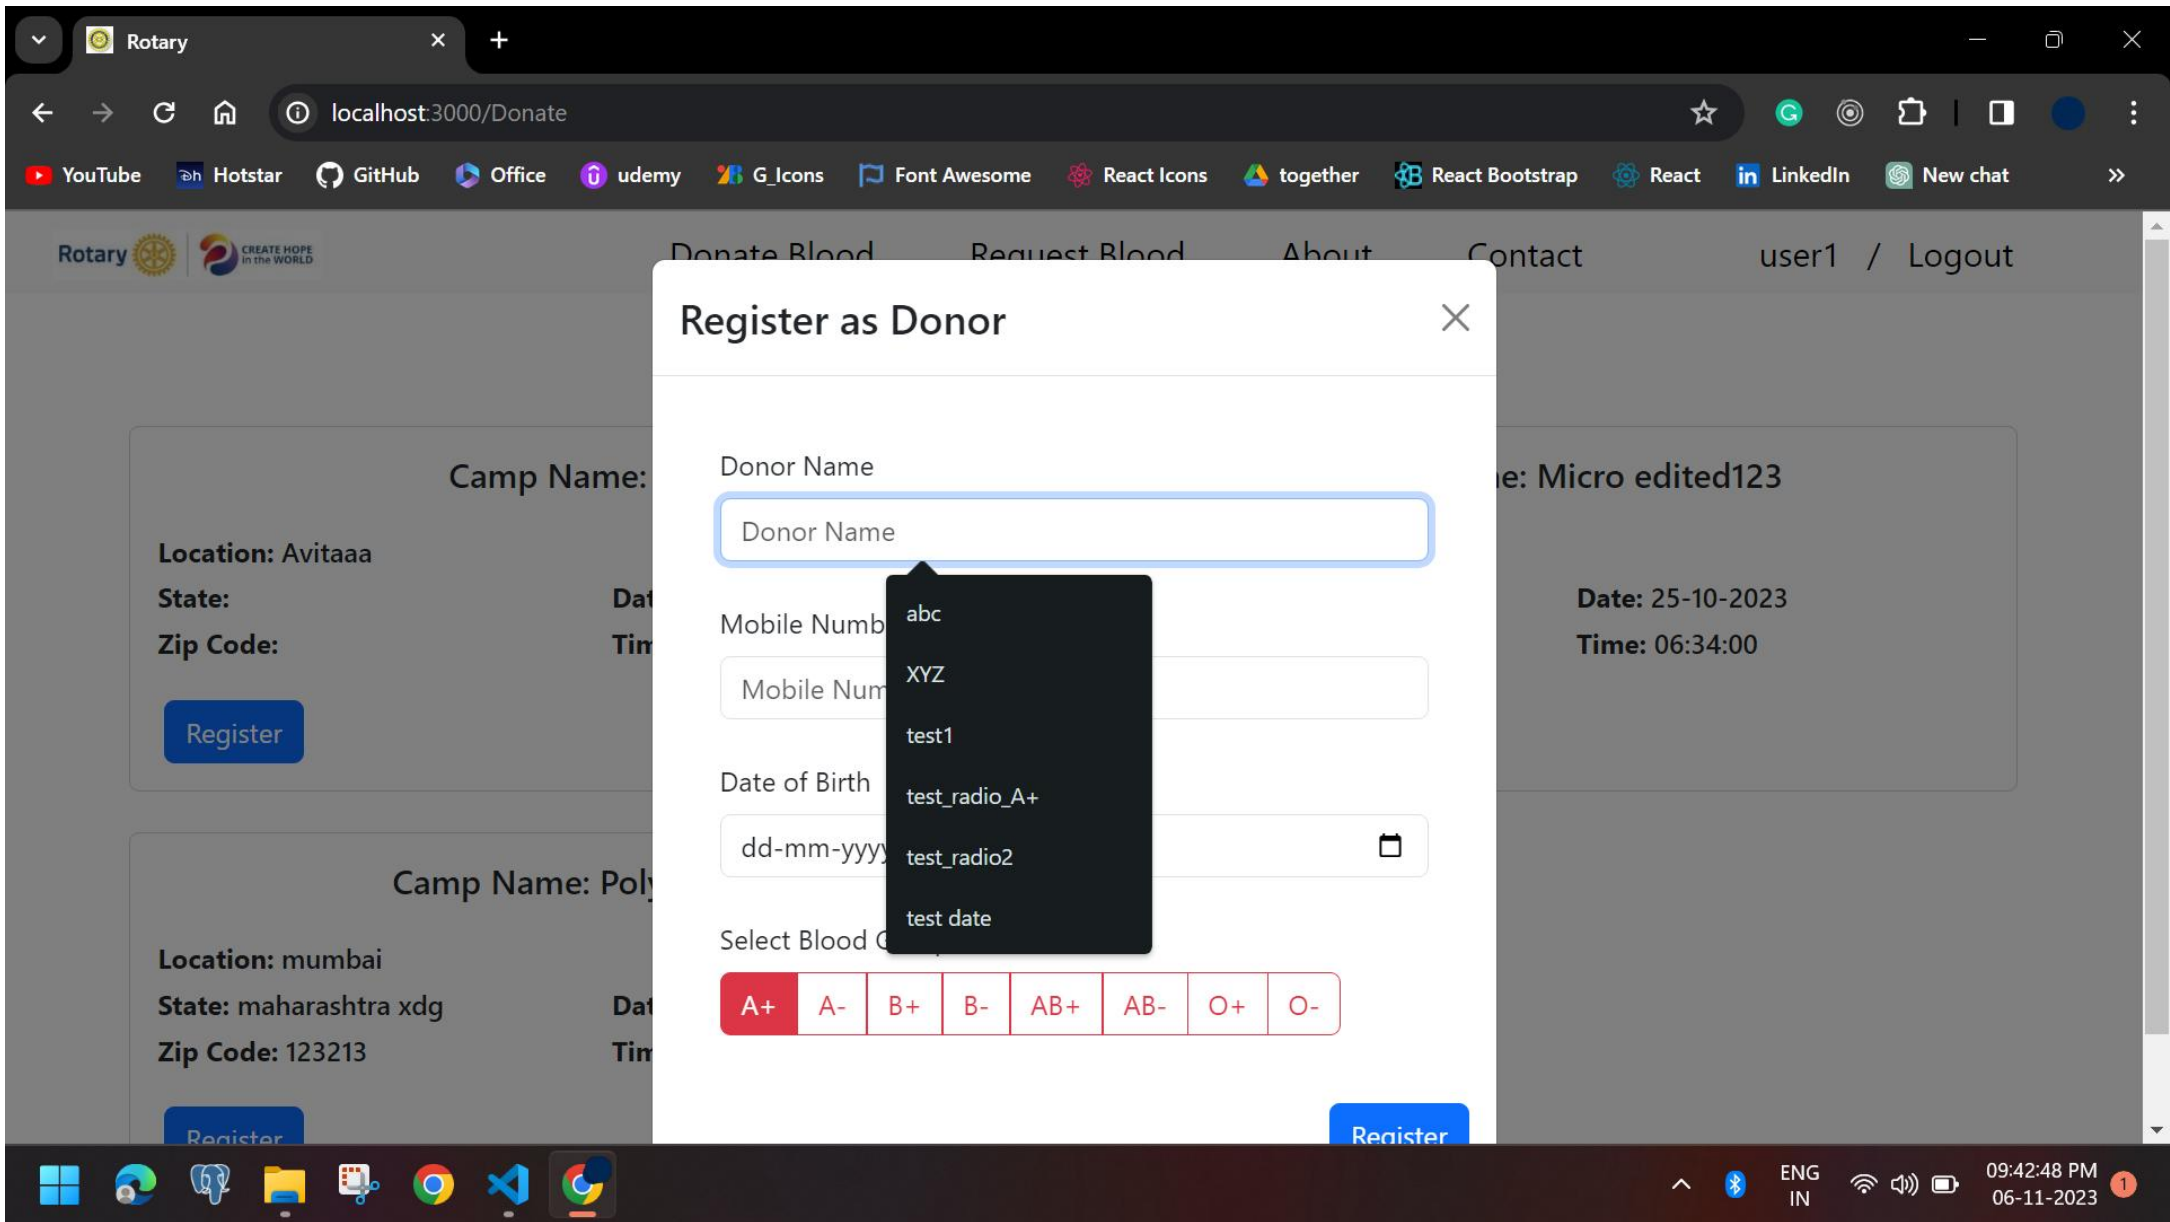 Rotary
localhost:3000/Donate
YouTube Hotstar GitHub Office udemy G_Icons Font Awesome React Icons together React Bootstrap React LinkedIn New chat
Rotary CREATE HOPE in the WORLD
Donate Blood Request Blood About Contact user1 / Logout
Register as Donor
Camp Name:
Location: Avitaaa
State:
Zip Code:
Register
Donor Name
Donor Name
abc
XYZ
test1
test_radio_A+
test_radio2
test date
Mobile Numb
Mobile Num
Date of Birth
dd-mm-yyyy
Select Blood G
A+ A- B+ B- AB+ AB- O+ O-
Register
e: Micro edited123
Date: 25-10-2023
Time: 06:34:00
Camp Name: Poly
Location: mumbai
State: maharashtra xdg
Zip Code: 123213
Register
ENG
IN
09:42:48 PM
06-11-2023
1